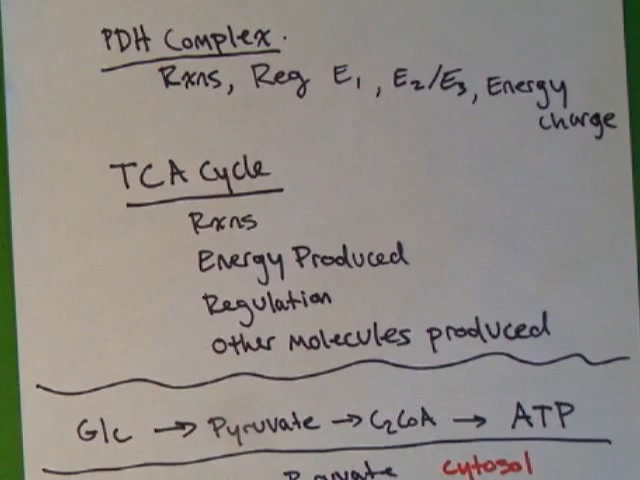 PDH Complex.
Rxns, Reg E1, E2/E3, Energy
charge
TCA Cycle
Rxns
Energy Produced
Regulation
Other molecules produced
Glc → Pyruvate → C2CoA → ATP
Pyruvate cytosol